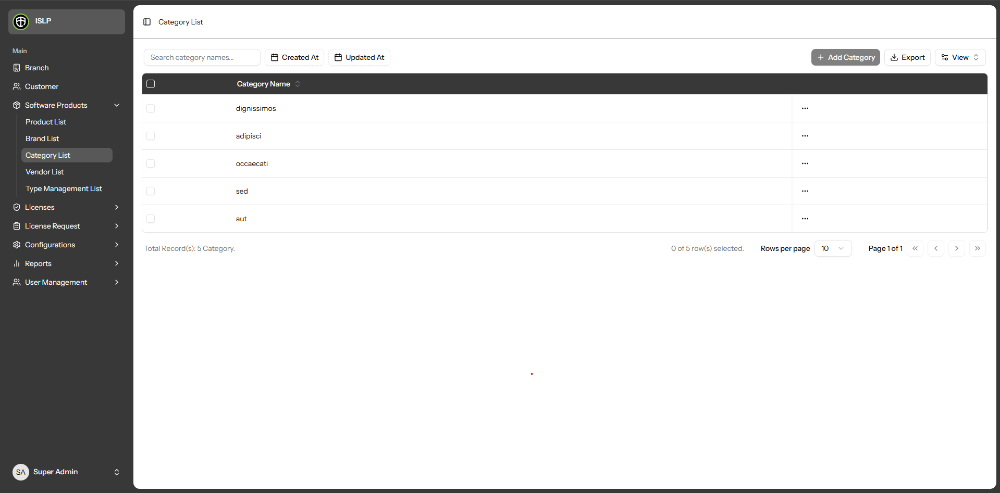 ISLP
Main
Branch
Customer
Software Products
Product List
Brand List
Category List
Vendor List
Type Management List
Licenses
License Request
Configurations
Reports
User Management
SA Super Admin
Category List
Search category names... Created At Updated At Add Category Export View
Category Name
dignissimos
adipisci
occaecati
sed
aut
Total Record(s): 5 Category. 0 of 5 row(s) selected. Rows per page 10 Page 1 of 1